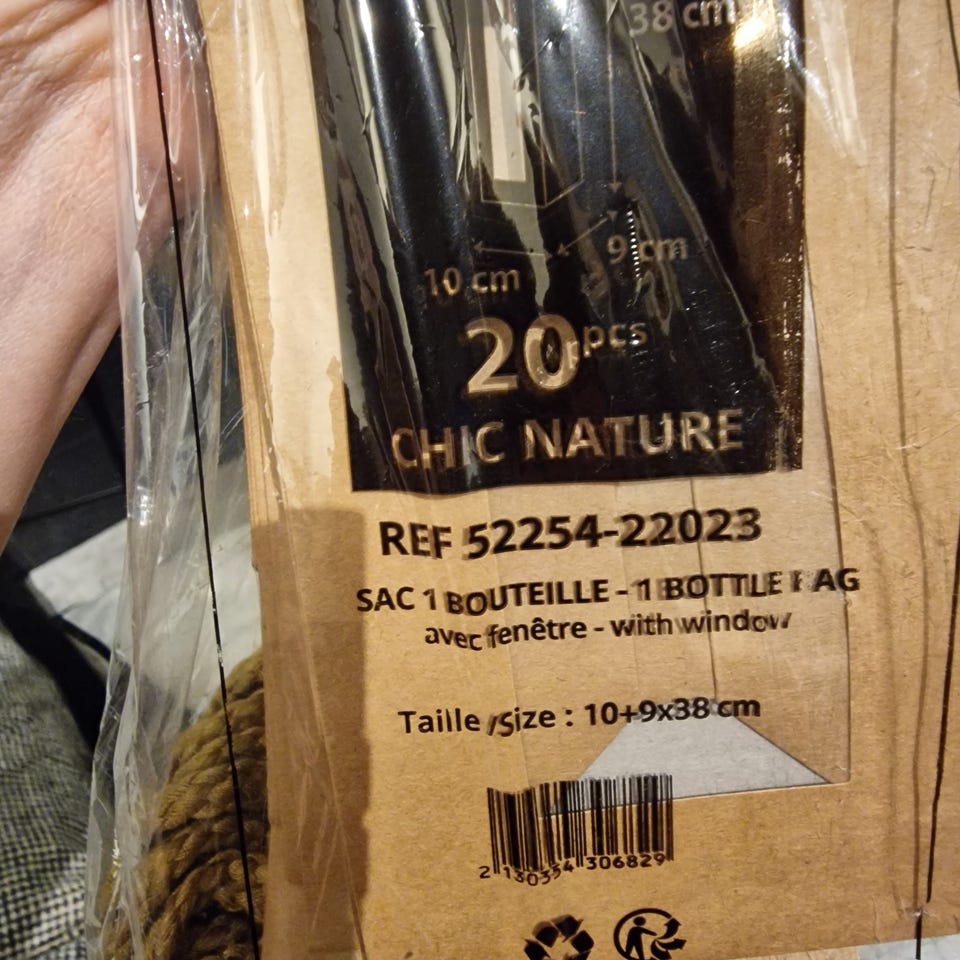 38 cm
9 cm
10 cm
20 pcs
CHIC NATURE
REF 52254-22023
SAC 1 BOUTEILLE - 1 BOTTLE BAG
avec fenêtre - with window
Taille /Size : 10+9x38 cm
2 130354 306829